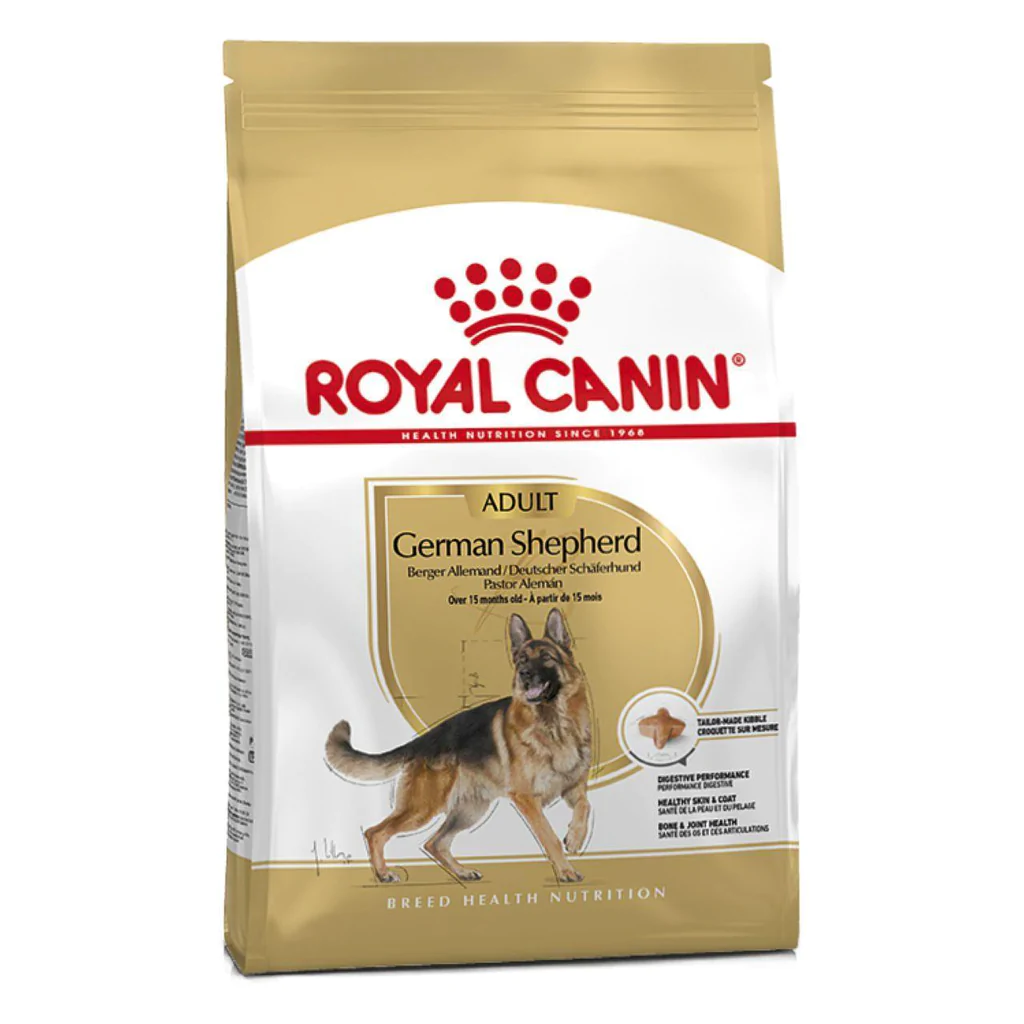 ROYAL CANIN®
HEALTH NUTRITION SINCE 1968
ADULT
German Shepherd
Berger Allemand/Deutscher Schäferhund
Pastor Alemán
Over 15 months old - À partir de 15 mois
TAILOR-MADE KIBBLE
CROQUETTE SUR MESURE
DIGESTIVE PERFORMANCE
PERFORMANCE DIGESTIVE
HEALTHY SKIN & COAT
SANTÉ DE LA PEAU ET DU PELAGE
BONE & JOINT HEALTH
SANTÉ DES OS ET DES ARTICULATIONS
BREED HEALTH NUTRITION